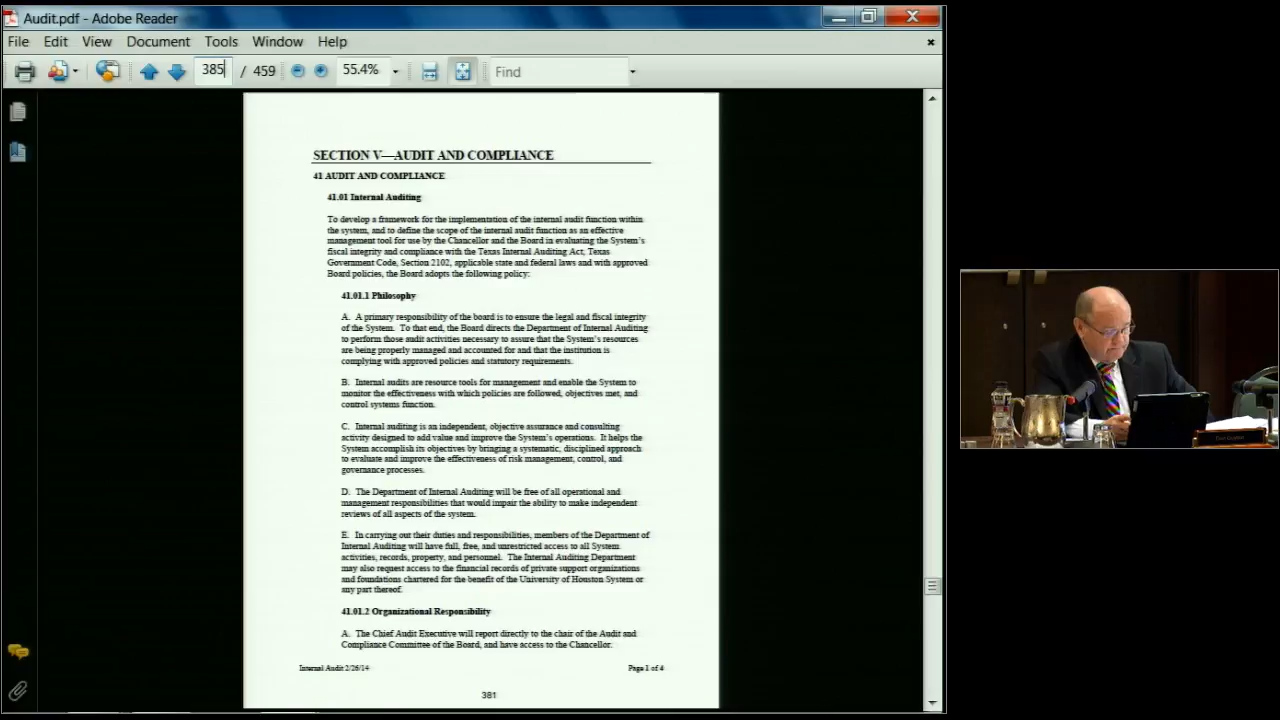 Audit.pdf - Adobe Reader
File Edit View Document Tools Window Help
385 / 459 55.4% Find
SECTION V—AUDIT AND COMPLIANCE
41 AUDIT AND COMPLIANCE
41.01 Internal Auditing
To develop a framework for the implementation of the internal audit function within
the system, and to define the scope of the internal audit function as an effective
management tool for use by the Chancellor and the Board in evaluating the System's
fiscal integrity and compliance with the Texas Internal Auditing Act, Texas
Government Code, Section 2102, applicable state and federal laws and with approved
Board policies, the Board adopts the following policy:
41.01.1 Philosophy
A. A primary responsibility of the board is to ensure the legal and fiscal integrity
of the System. To that end, the Board directs the Department of Internal Auditing
to perform those audit activities necessary to assure that the System's resources
are being properly managed and accounted for and that the institution is
complying with approved policies and statutory requirements.
B. Internal audits are resource tools for management and enable the System to
monitor the effectiveness with which policies are followed, objectives met, and
control systems function.
C. Internal auditing is an independent, objective assurance and consulting
activity designed to add value and improve the System's operations. It helps the
System accomplish its objectives by bringing a systematic, disciplined approach
to evaluate and improve the effectiveness of risk management, control, and
governance processes.
D. The Department of Internal Auditing will be free of all operational and
management responsibilities that would impair the ability to make independent
reviews of all aspects of the system.
E. In carrying out their duties and responsibilities, members of the Department of
Internal Auditing will have full, free, and unrestricted access to all System
activities, records, property, and personnel. The Internal Auditing Department
may also request access to the financial records of private support organizations
and foundations chartered for the benefit of the University of Houston System or
any part thereof.
41.01.2 Organizational Responsibility
A. The Chief Audit Executive will report directly to the chair of the Audit and
Compliance Committee of the Board, and have access to the Chancellor.
Internal Audit 2/26/14 Page 1 of 4
381